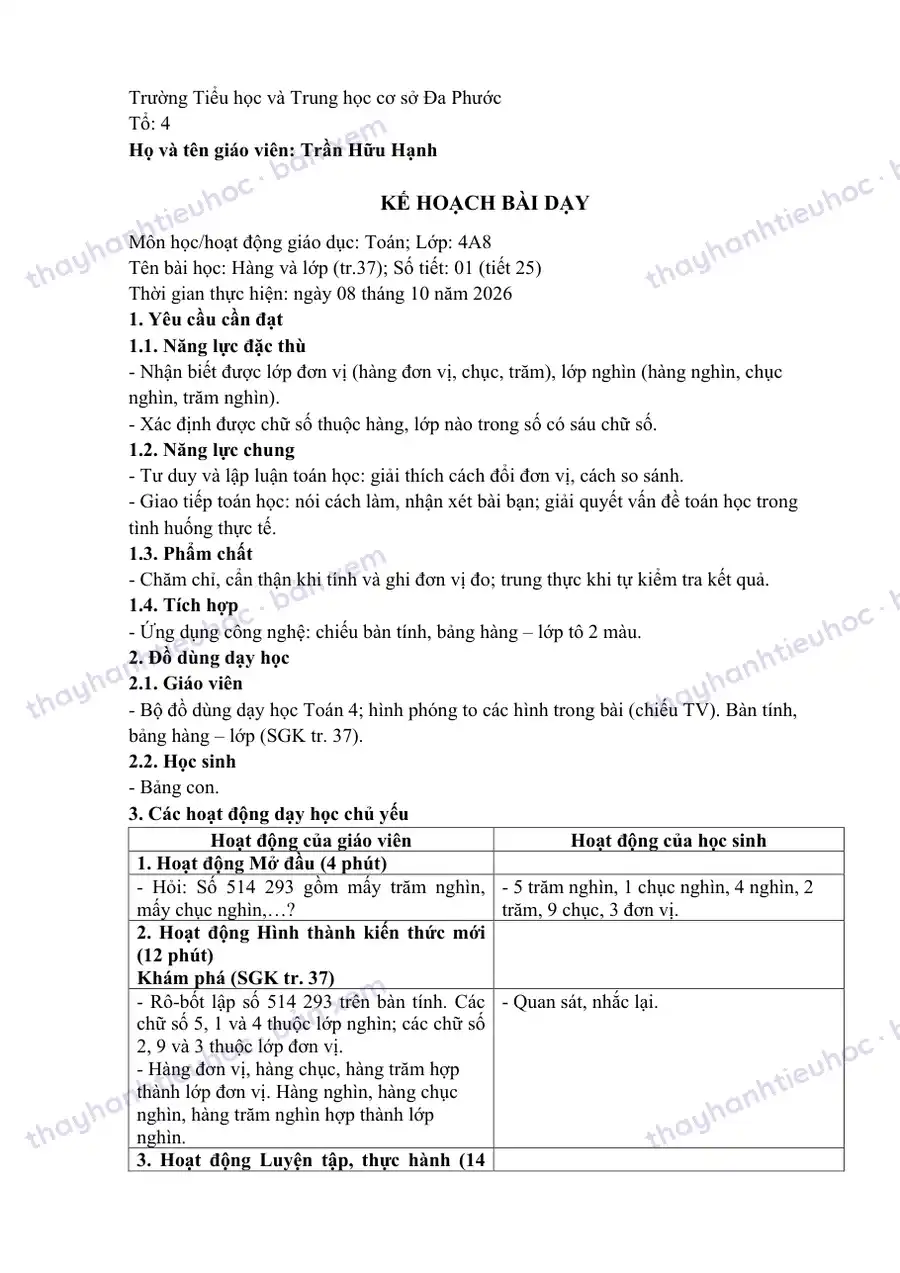 Trường Tiểu học và Trung học cơ sở Đa Phước
Tổ: 4
Họ và tên giáo viên: Trần Hữu Hạnh
KẾ HOẠCH BÀI DẠY
Môn học/hoạt động giáo dục: Toán; Lớp: 4A8
Tên bài học: Hàng và lớp (tr.37); Số tiết: 01 (tiết 25)
Thời gian thực hiện: ngày 08 tháng 10 năm 2026
1. Yêu cầu cần đạt
1.1. Năng lực đặc thù
- Nhận biết được lớp đơn vị (hàng đơn vị, chục, trăm), lớp nghìn (hàng nghìn, chục
nghìn, trăm nghìn).
- Xác định được chữ số thuộc hàng, lớp nào trong số có sáu chữ số.
1.2. Năng lực chung
- Tư duy và lập luận toán học: giải thích cách đổi đơn vị, cách so sánh.
- Giao tiếp toán học: nói cách làm, nhận xét bài bạn; giải quyết vấn đề toán học trong
tình huống thực tế.
1.3. Phẩm chất
- Chăm chỉ, cẩn thận khi tính và ghi đơn vị đo; trung thực khi tự kiểm tra kết quả.
1.4. Tích hợp
- Ứng dụng công nghệ: chiếu bàn tính, bảng hàng – lớp tô 2 màu.
2. Đồ dùng dạy học
2.1. Giáo viên
- Bộ đồ dùng dạy học Toán 4; hình phóng to các hình trong bài (chiếu TV). Bàn tính,
bảng hàng – lớp (SGK tr. 37).
2.2. Học sinh
- Bảng con.
3. Các hoạt động dạy học chủ yếu
Hoạt động của giáo viên
Hoạt động của học sinh
1. Hoạt động Mở đầu (4 phút)
- Hỏi: Số 514 293 gồm mấy trăm nghìn,
mấy chục nghìn,…?
- 5 trăm nghìn, 1 chục nghìn, 4 nghìn, 2
trăm, 9 chục, 3 đơn vị.
2. Hoạt động Hình thành kiến thức mới
(12 phút)
Khám phá (SGK tr. 37)
- Rô-bốt lập số 514 293 trên bàn tính. Các
chữ số 5, 1 và 4 thuộc lớp nghìn; các chữ số
2, 9 và 3 thuộc lớp đơn vị.
- Hàng đơn vị, hàng chục, hàng trăm hợp
thành lớp đơn vị. Hàng nghìn, hàng chục
nghìn, hàng trăm nghìn hợp thành lớp
nghìn.
- Quan sát, nhắc lại.
3. Hoạt động Luyện tập, thực hành (14
thayhanhtieuhoc · bản xem
thayhanhtieuhoc · b
thayhanhtieuhoc · bản xem
thayhanhtieuhoc · b
thayhanhtieuhoc · bản xem
thayhanhtieuhoc · b